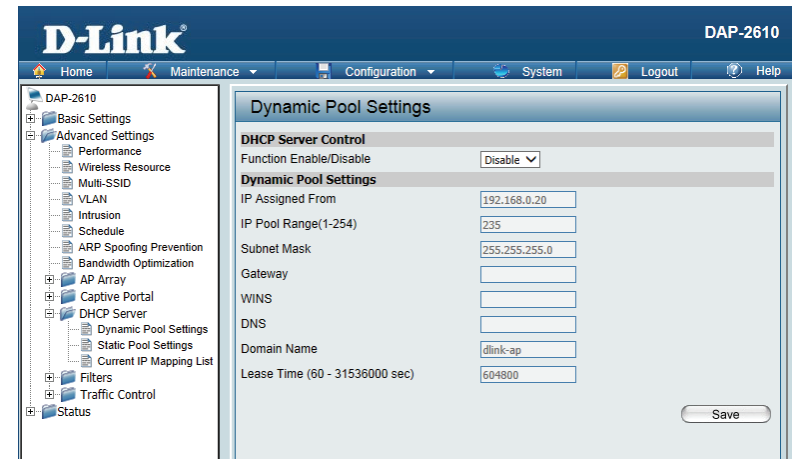 D-Link®
DAP-2610
Home Maintenance Configuration System Logout Help
DAP-2610
Basic Settings
Advanced Settings
Performance
Wireless Resource
Multi-SSID
VLAN
Intrusion
Schedule
ARP Spoofing Prevention
Bandwidth Optimization
AP Array
Captive Portal
DHCP Server
Dynamic Pool Settings
Static Pool Settings
Current IP Mapping List
Filters
Traffic Control
Status
Dynamic Pool Settings
DHCP Server Control
Function Enable/Disable Disable
Dynamic Pool Settings
IP Assigned From 192.168.0.20
IP Pool Range(1-254) 235
Subnet Mask 255.255.255.0
Gateway
WINS
DNS
Domain Name dlink-ap
Lease Time (60 - 31536000 sec) 604800
Save